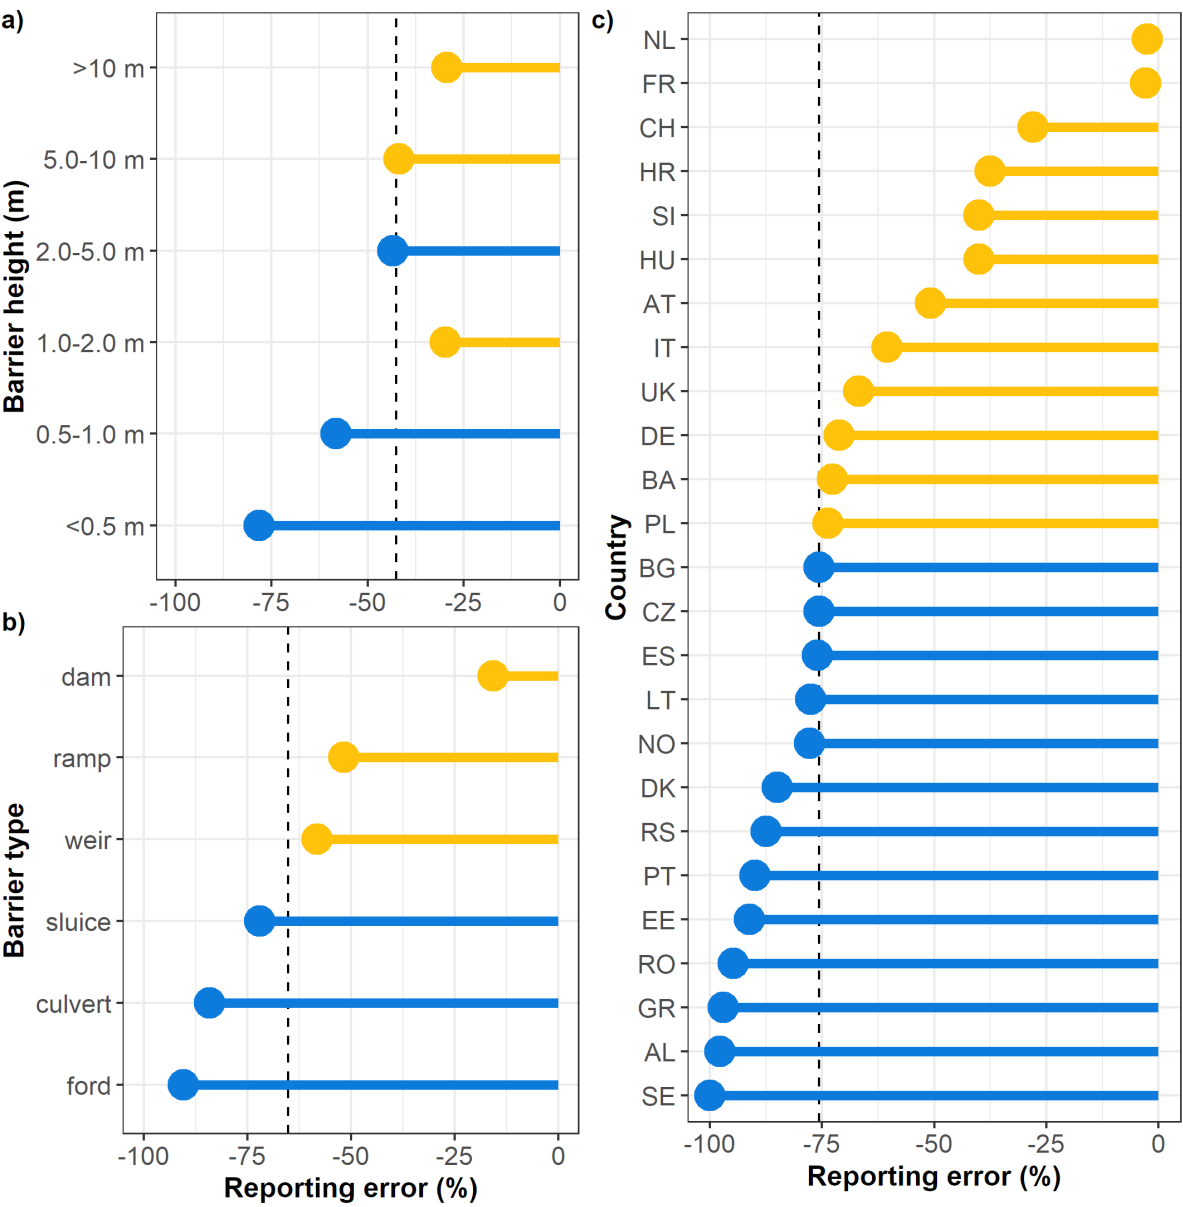 a)
Barrier height (m)
>10 m
5.0-10 m
2.0-5.0 m
1.0-2.0 m
0.5-1.0 m
<0.5 m
-100 -75 -50 -25 0
b)
Barrier type
dam
ramp
weir
sluice
culvert
ford
-100 -75 -50 -25 0
Reporting error (%)
c)
Country
NL
FR
CH
HR
SI
HU
AT
IT
UK
DE
BA
PL
BG
CZ
ES
LT
NO
DK
RS
PT
EE
RO
GR
AL
SE
-100 -75 -50 -25 0
Reporting error (%)